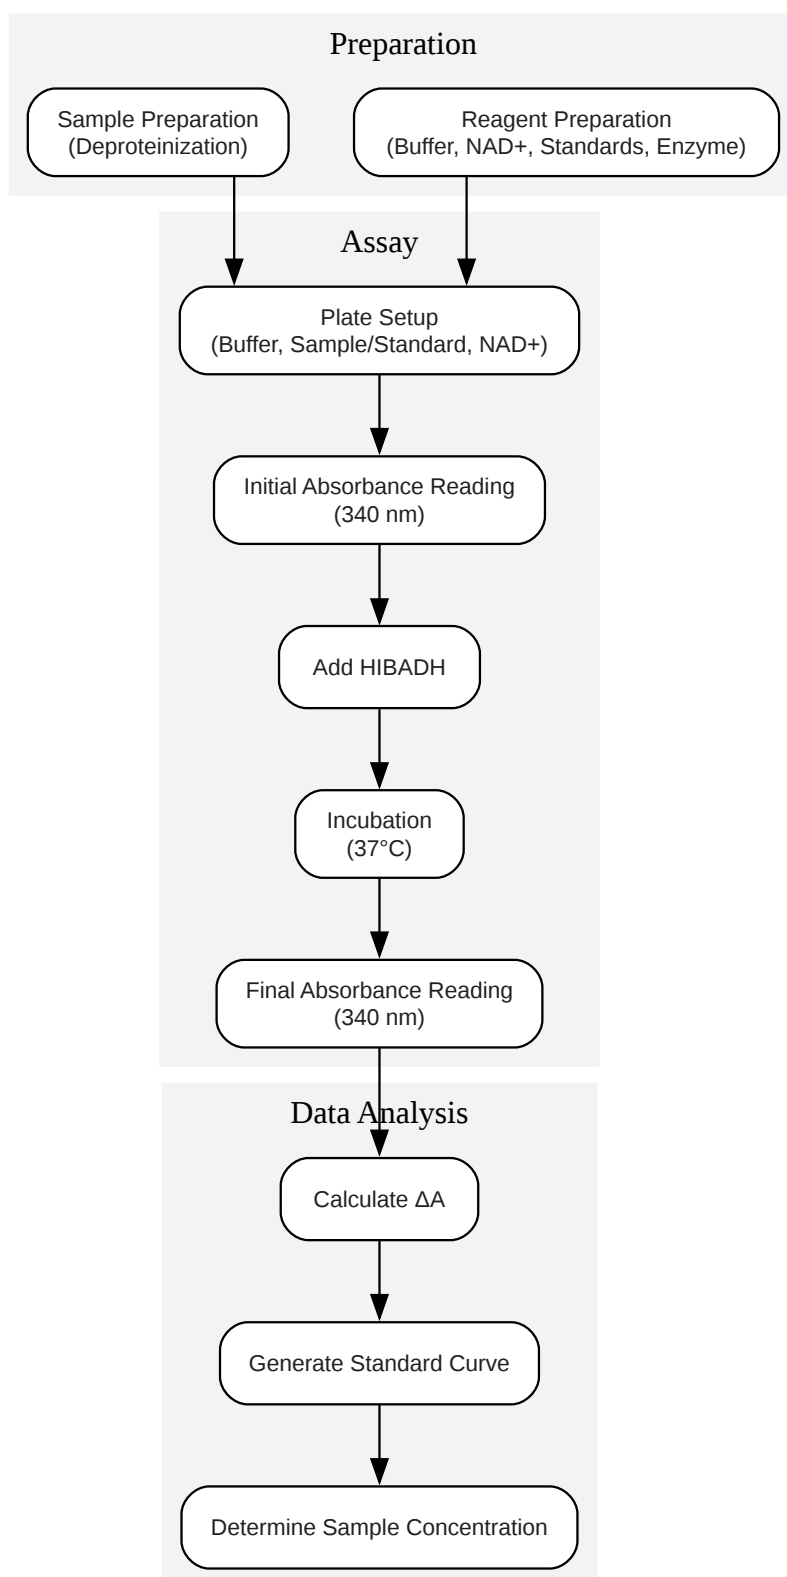 Preparation
Sample Preparation
(Deproteinization)
Reagent Preparation
(Buffer, NAD+, Standards, Enzyme)
Assay
Plate Setup
(Buffer, Sample/Standard, NAD+)
Initial Absorbance Reading
(340 nm)
Add HIBADH
Incubation
(37°C)
Final Absorbance Reading
(340 nm)
Data Analysis
Calculate ΔA
Generate Standard Curve
Determine Sample Concentration